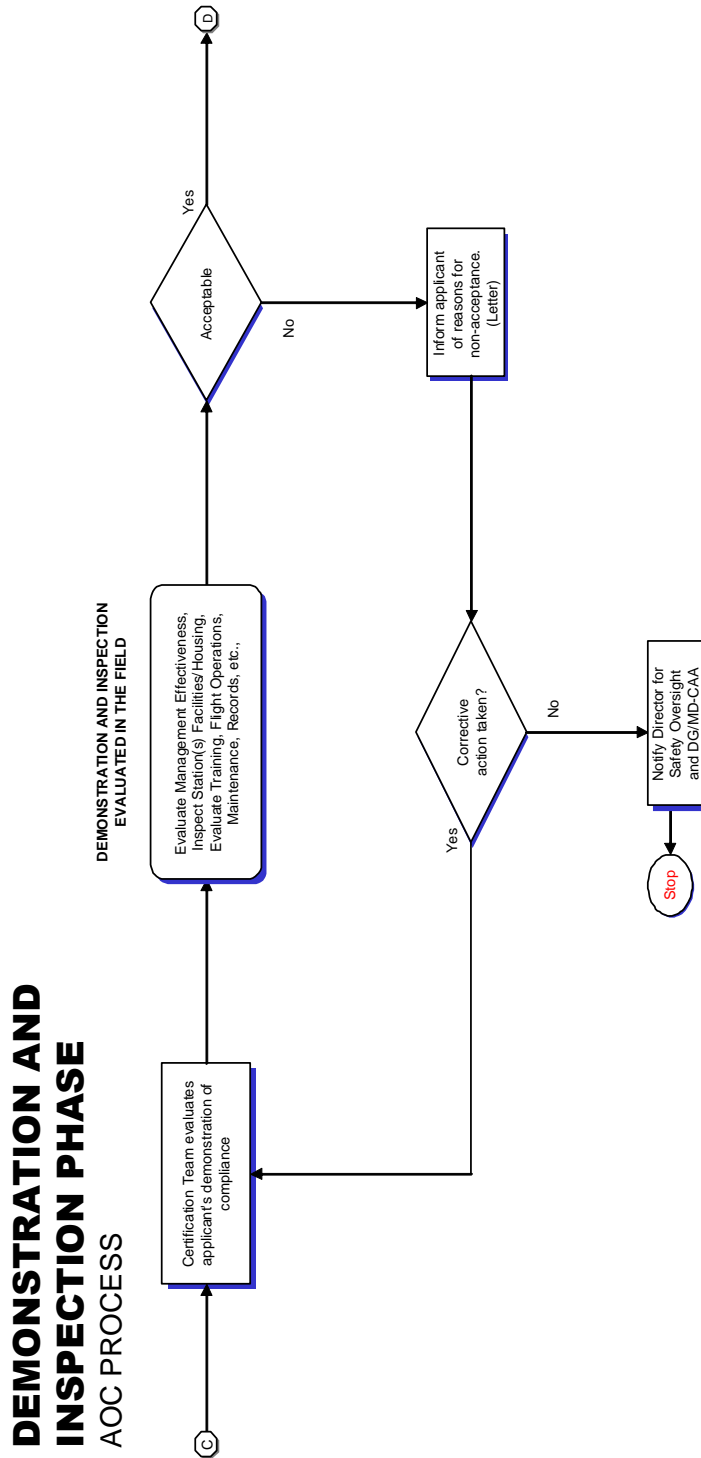 DEMONSTRATION AND
INSPECTION PHASE
AOC PROCESS
C
Certification Team evaluates
applicant's demonstration of
compliance
DEMONSTRATION AND INSPECTION
EVALUATED IN THE FIELD
Evaluate Management Effectiveness,
Inspect Station(s) Facilities/Housing,
Evaluate Training, Flight Operations,
Maintenance, Records, etc.,
Acceptable
Yes
D
No
Inform applicant
of reasons for
non-acceptance.
(Letter)
Corrective
action taken?
Yes
No
Notify Director for
Safety Oversight
and DG/MD-CAA
Stop